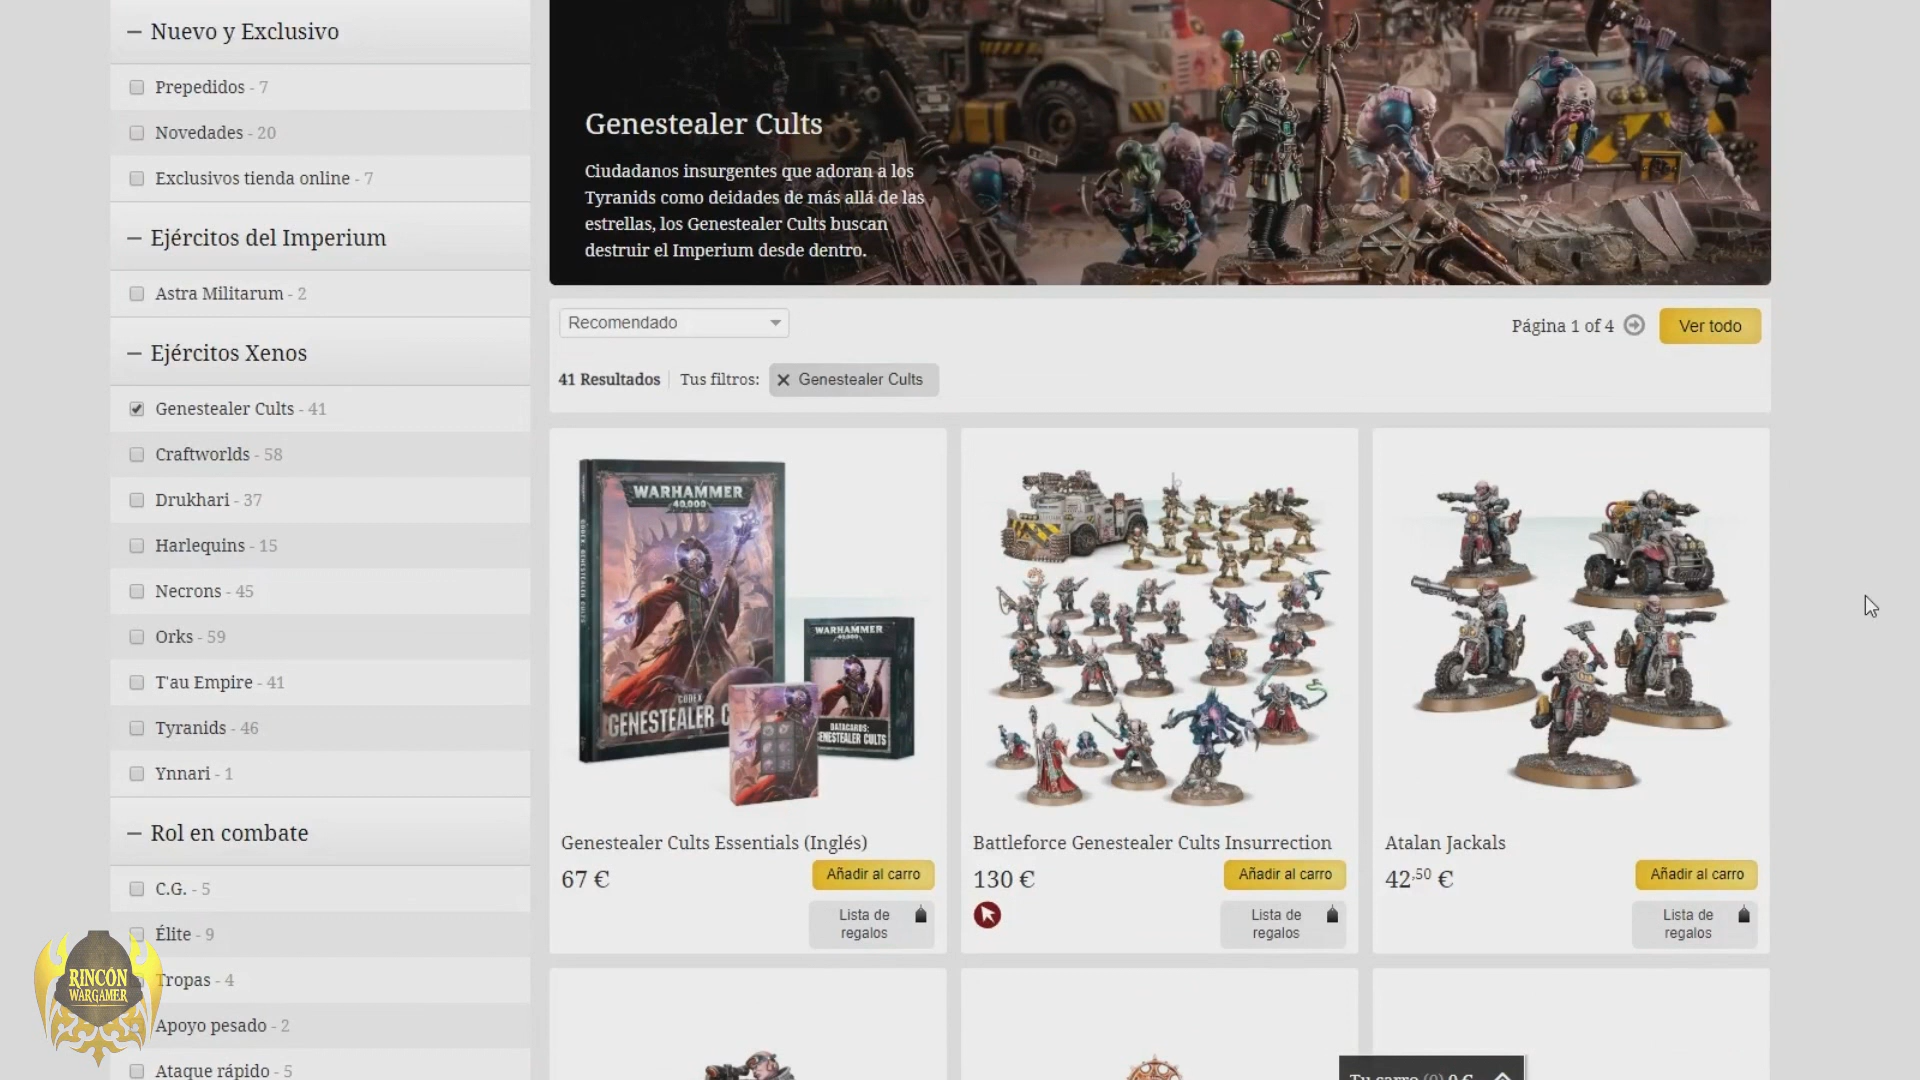 Nuevo y Exclusivo
Prepedidos - 7
Novedades - 20
Exclusivos tienda online - 7
Ejércitos del Imperium
Astra Militarum - 2
Ejércitos Xenos
Genestealer Cults - 41
Craftworlds - 58
Drukhari - 37
Harlequins - 15
Necrons - 45
Orks - 59
T'au Empire - 41
Tyranids - 46
Ynnari - 1
Rol en combate
C.G. - 5
Élite - 9
Tropas - 4
Apoyo pesado - 2
Ataque rápido - 5
RINCÓN
WARGAMER
Genestealer Cults
Ciudadanos insurgentes que adoran a los
Tyranids como deidades de más allá de las
estrellas, los Genestealer Cults buscan
destruir el Imperium desde dentro.
Recomendado
Página 1 of 4
Ver todo
41 Resultados
Tus filtros:
Genestealer Cults
WARHAMMER
40,000
CODEX
GENESTEALER C
WARHAMMER
40,000
DATACARDS:
GENESTEALER CULTS
Genestealer Cults Essentials (Inglés)
67 €
Añadir al carro
Lista de
regalos
Battleforce Genestealer Cults Insurrection
130 €
Añadir al carro
Lista de
regalos
Atalan Jackals
42,50 €
Añadir al carro
Lista de
regalos
Tu carro (0) 0 €